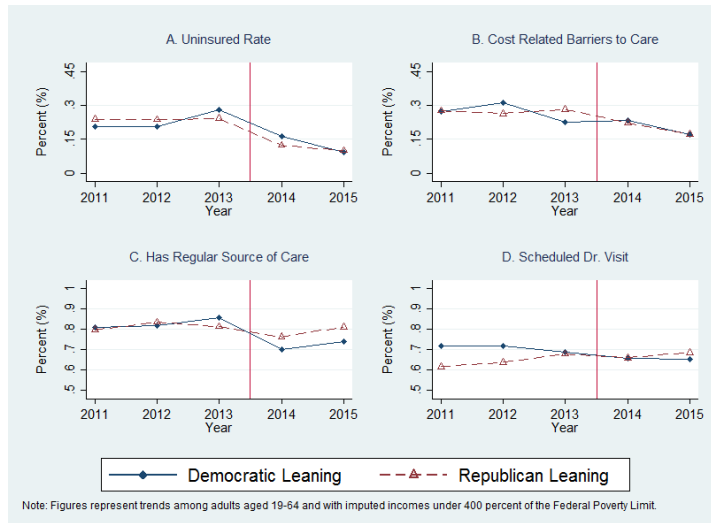 A. Uninsured Rate
Percent (%)
.45
.3
.15
0
2011 2012 2013 2014 2015
Year
B. Cost Related Barriers to Care
Percent (%)
.45
.3
.15
0
2011 2012 2013 2014 2015
Year
C. Has Regular Source of Care
Percent (%)
1
.9
.8
.7
.6
.5
2011 2012 2013 2014 2015
Year
D. Scheduled Dr. Visit
Percent (%)
1
.9
.8
.7
.6
.5
2011 2012 2013 2014 2015
Year
Democratic Leaning Republican Leaning
Note: Figures represent trends among adults aged 19-64 and with imputed incomes under 400 percent of the Federal Poverty Limit.